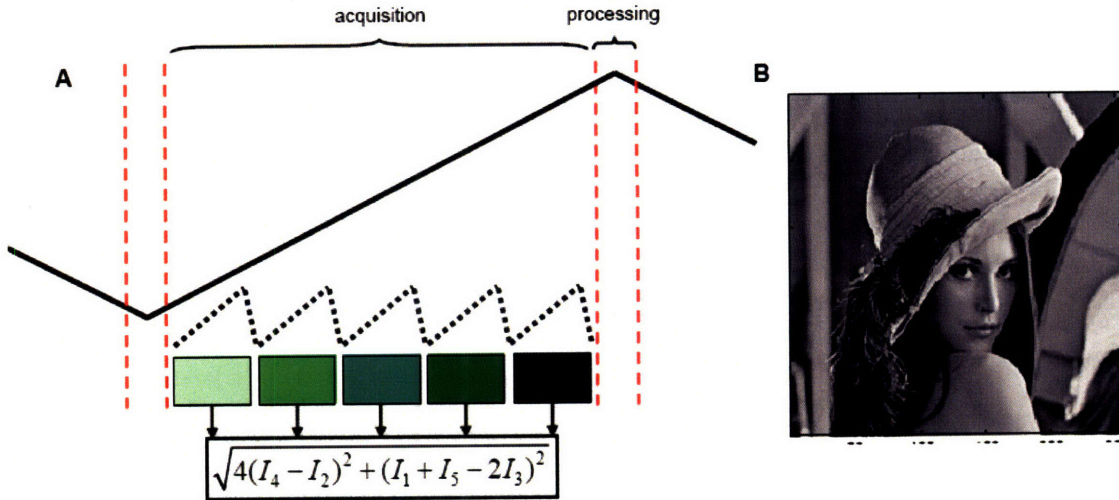 acquisition processing
A
B
√4(I₄ − I₂)² + (I₁ + I₅ − 2I₃)²